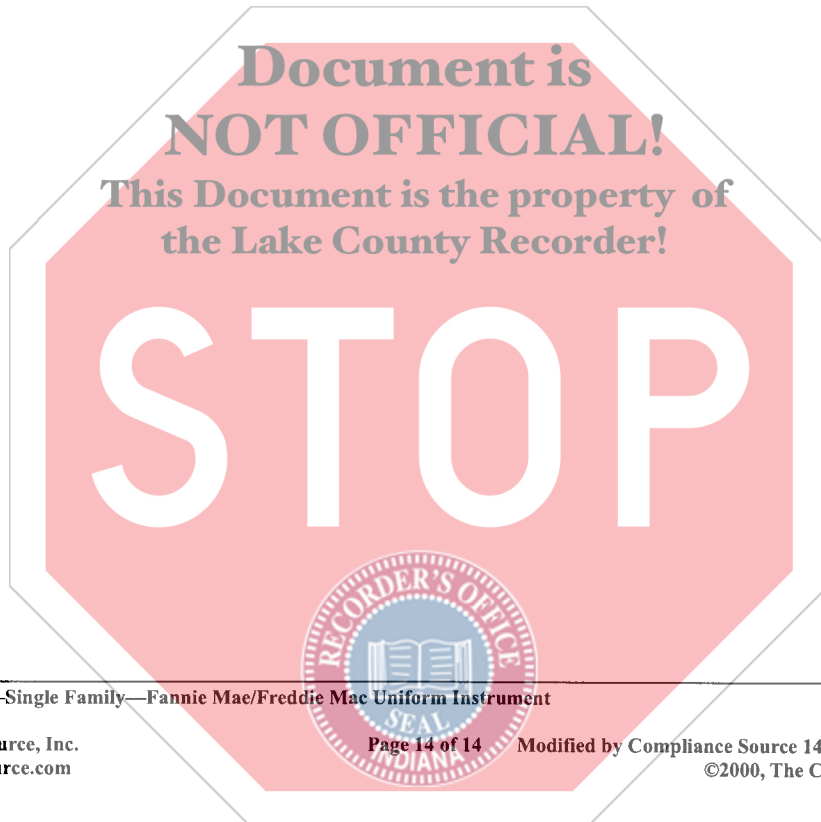 Document is
NOT OFFICIAL!
This Document is the property of
the Lake County Recorder!
STOP
RECORDER'S OFFICE
SEAL
INDIANA
-Single Family—Fannie Mae/Freddie Mac Uniform Instrument
urce, Inc.
Page 14 of 14
Modified by Compliance Source 14
rce.com
©2000, The C